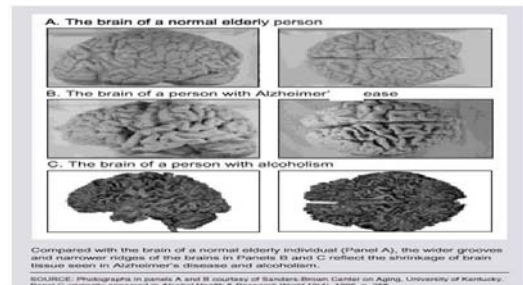 A. The brain of a normal elderly person
B. The brain of a person with Alzheimer' ease
C. The brain of a person with alcoholism
Compared with the brain of a normal elderly individual (Panel A), the wider grooves
and narrower ridges of the brains in Panels B and C reflect the shrinkage of brain
tissue seen in Alzheimer's disease and alcoholism.
SOURCE: Photographs in panels A and B courtesy of Sanders-Brown Center on Aging, University of Kentucky.